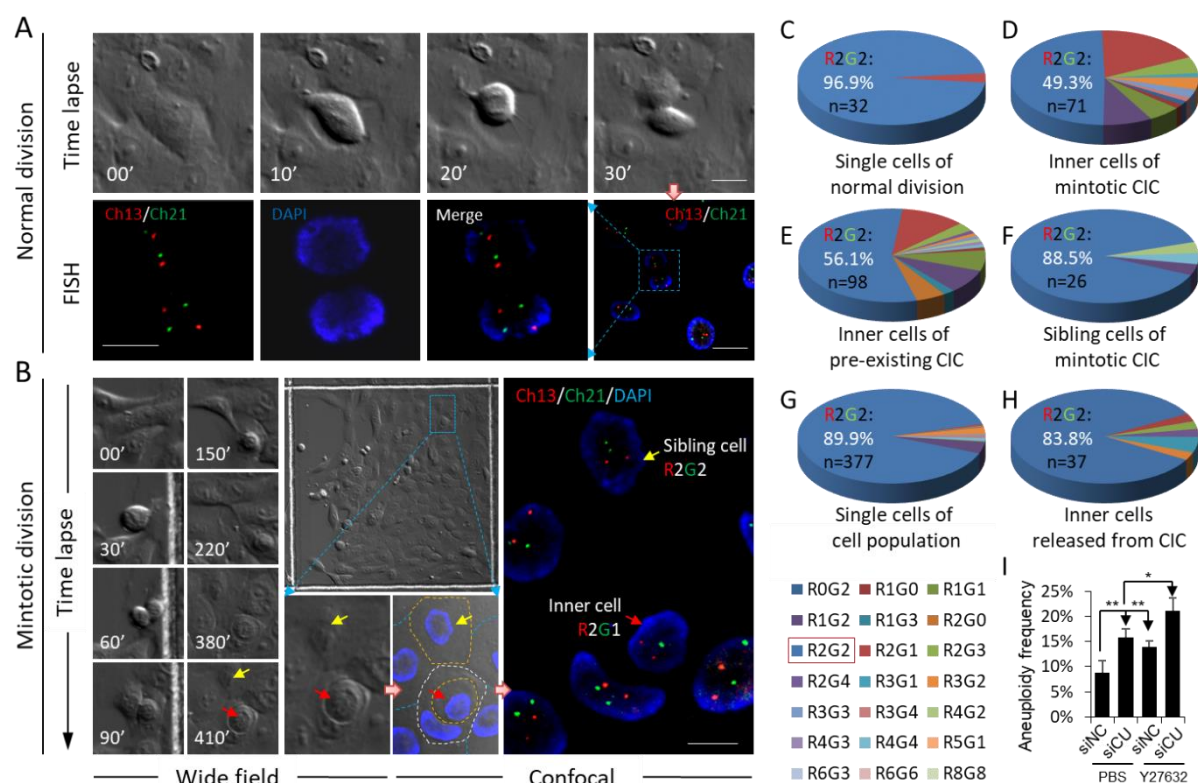 A
Normal division
Time lapse
00’
10’
20’
30’
FISH
Ch13/Ch21
DAPI
Merge
Ch13/Ch21
B
Mintotic division
Time lapse
00’
150’
30’
220’
60’
380’
90’
410’
Ch13/Ch21/DAPI
Sibling cell
R2G2
Inner cell
R2G1
Wide field
Confocal
C
R2G2:
96.9%
n=32
Single cells of
normal division
D
R2G2:
49.3%
n=71
Inner cells of
mintotic CIC
E
R2G2:
56.1%
n=98
Inner cells of
pre-existing CIC
F
R2G2:
88.5%
n=26
Sibling cells of
mintotic CIC
G
R2G2:
89.9%
n=377
Single cells of
cell population
H
R2G2:
83.8%
n=37
Inner cells
released from CIC
R0G2 R1G0 R1G1
R1G2 R1G3 R2G0
R2G2 R2G1 R2G3
R2G4 R3G1 R3G2
R3G3 R3G4 R4G2
R4G3 R4G4 R5G1
R6G3 R6G6 R8G8
I
Aneuploidy frequency
25%
20%
15%
10%
5%
0%
** ** *
siNC siCU siNC siCU
PBS Y27632